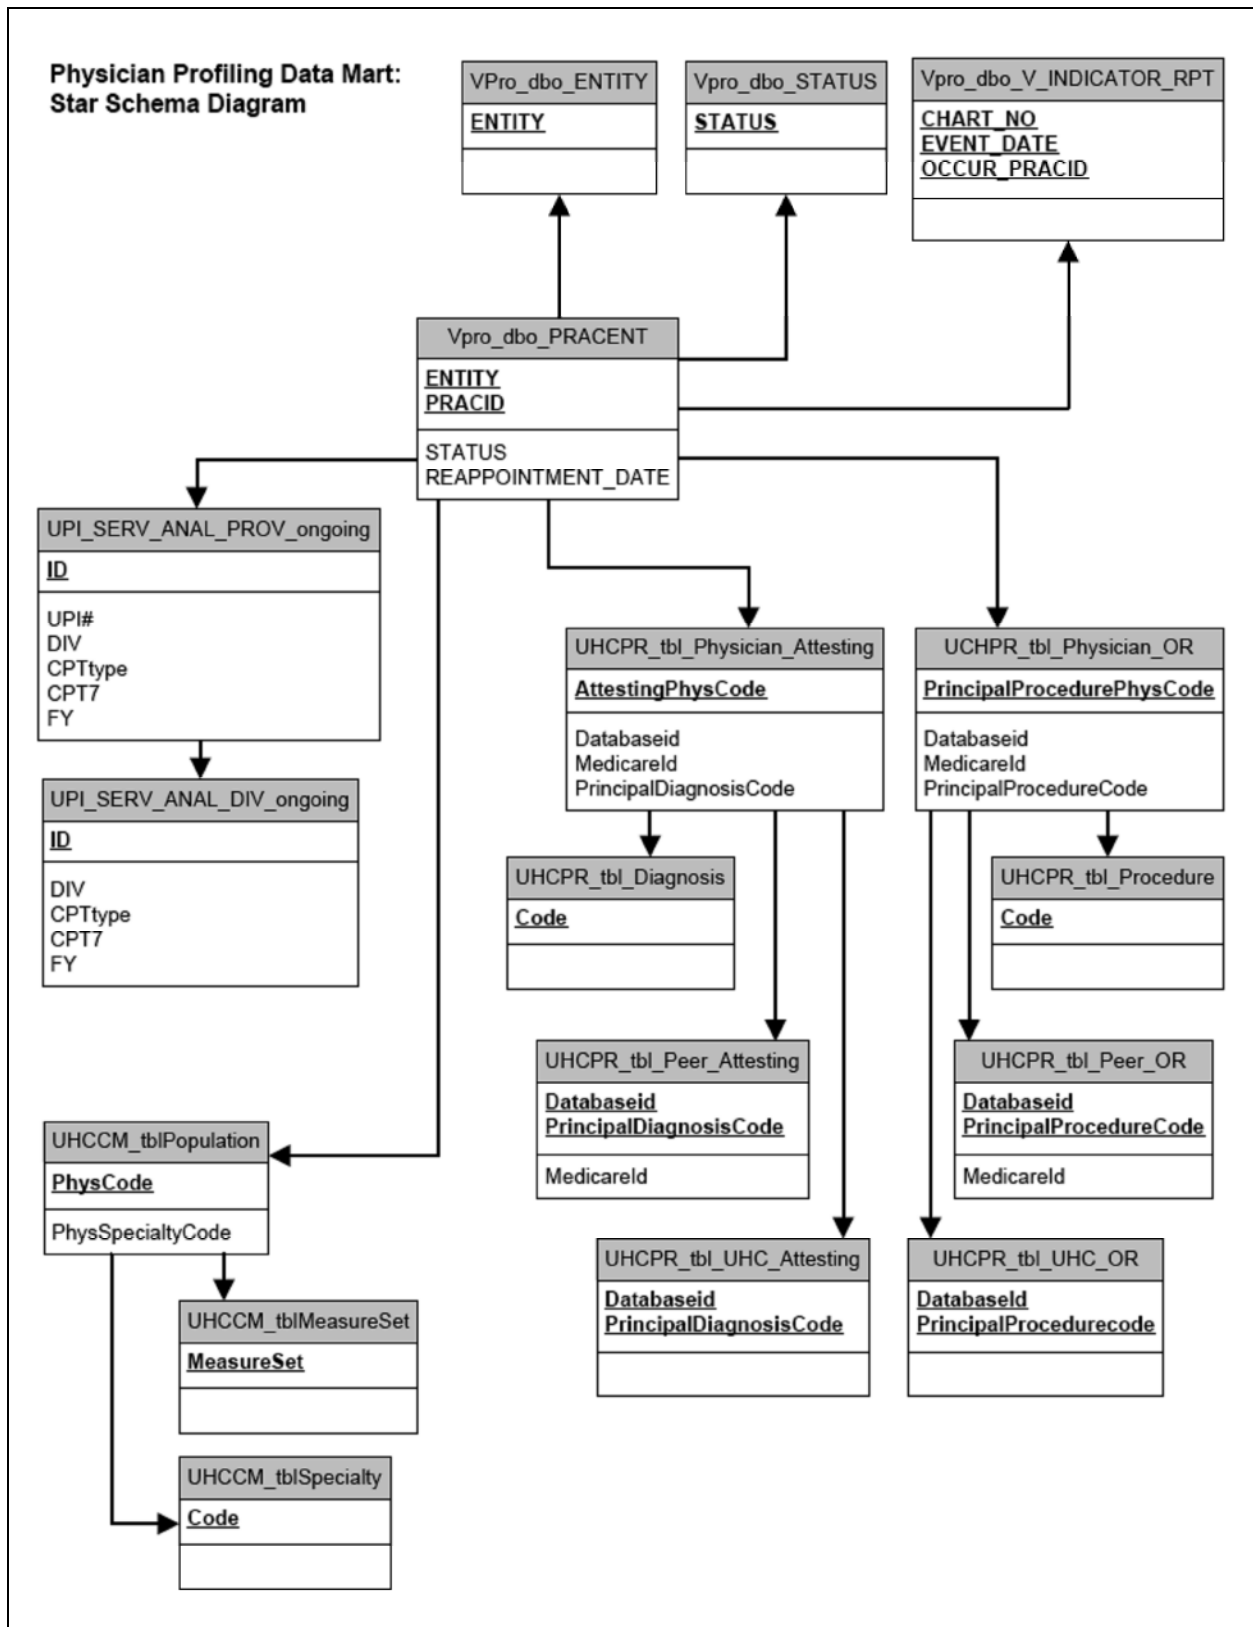 Physician Profiling Data Mart:
Star Schema Diagram
VPro_dbo_ENTITY
ENTITY
Vpro_dbo_STATUS
STATUS
Vpro_dbo_V_INDICATOR_RPT
CHART_NO
EVENT_DATE
OCCUR_PRACID
Vpro_dbo_PRACENT
ENTITY
PRACID
STATUS
REAPPOINTMENT_DATE
UPI_SERV_ANAL_PROV_ongoing
ID
UPI#
DIV
CPTtype
CPT7
FY
UPI_SERV_ANAL_DIV_ongoing
ID
DIV
CPTtype
CPT7
FY
UHCPR_tbl_Physician_Attesting
AttestingPhysCode
Databaseid
MedicareId
PrincipalDiagnosisCode
UCHPR_tbl_Physician_OR
PrincipalProcedurePhysCode
Databaseid
MedicareId
PrincipalProcedureCode
UHCPR_tbl_Diagnosis
Code
UHCPR_tbl_Procedure
Code
UHCPR_tbl_Peer_Attesting
Databaseid
PrincipalDiagnosisCode
MedicareId
UHCPR_tbl_Peer_OR
Databaseid
PrincipalProcedureCode
MedicareId
UHCCM_tblPopulation
PhysCode
PhysSpecialtyCode
UHCPR_tbl_UHC_Attesting
Databaseid
PrincipalDiagnosisCode
UHCPR_tbl_UHC_OR
DatabaseId
PrincipalProcedurecode
UHCCM_tblMeasureSet
MeasureSet
UHCCM_tblSpecialty
Code